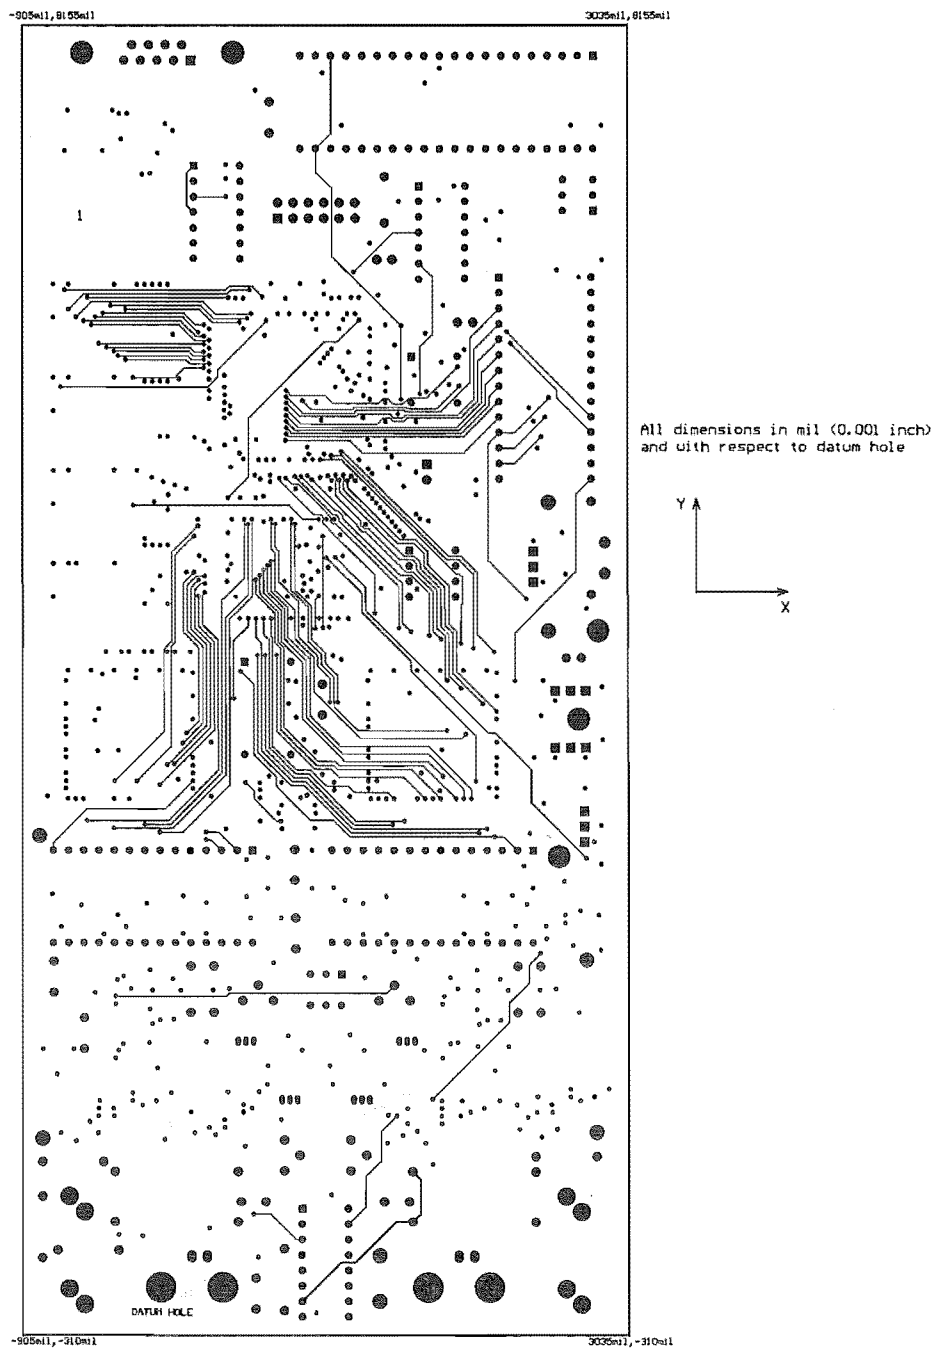 -905mil,8155mil
3035mil,8155mil
1
All dimensions in mil (0.001 inch)
and with respect to datum hole
Y
X
DATUM HOLE
-905mil,-310mil
3035mil,-310mil